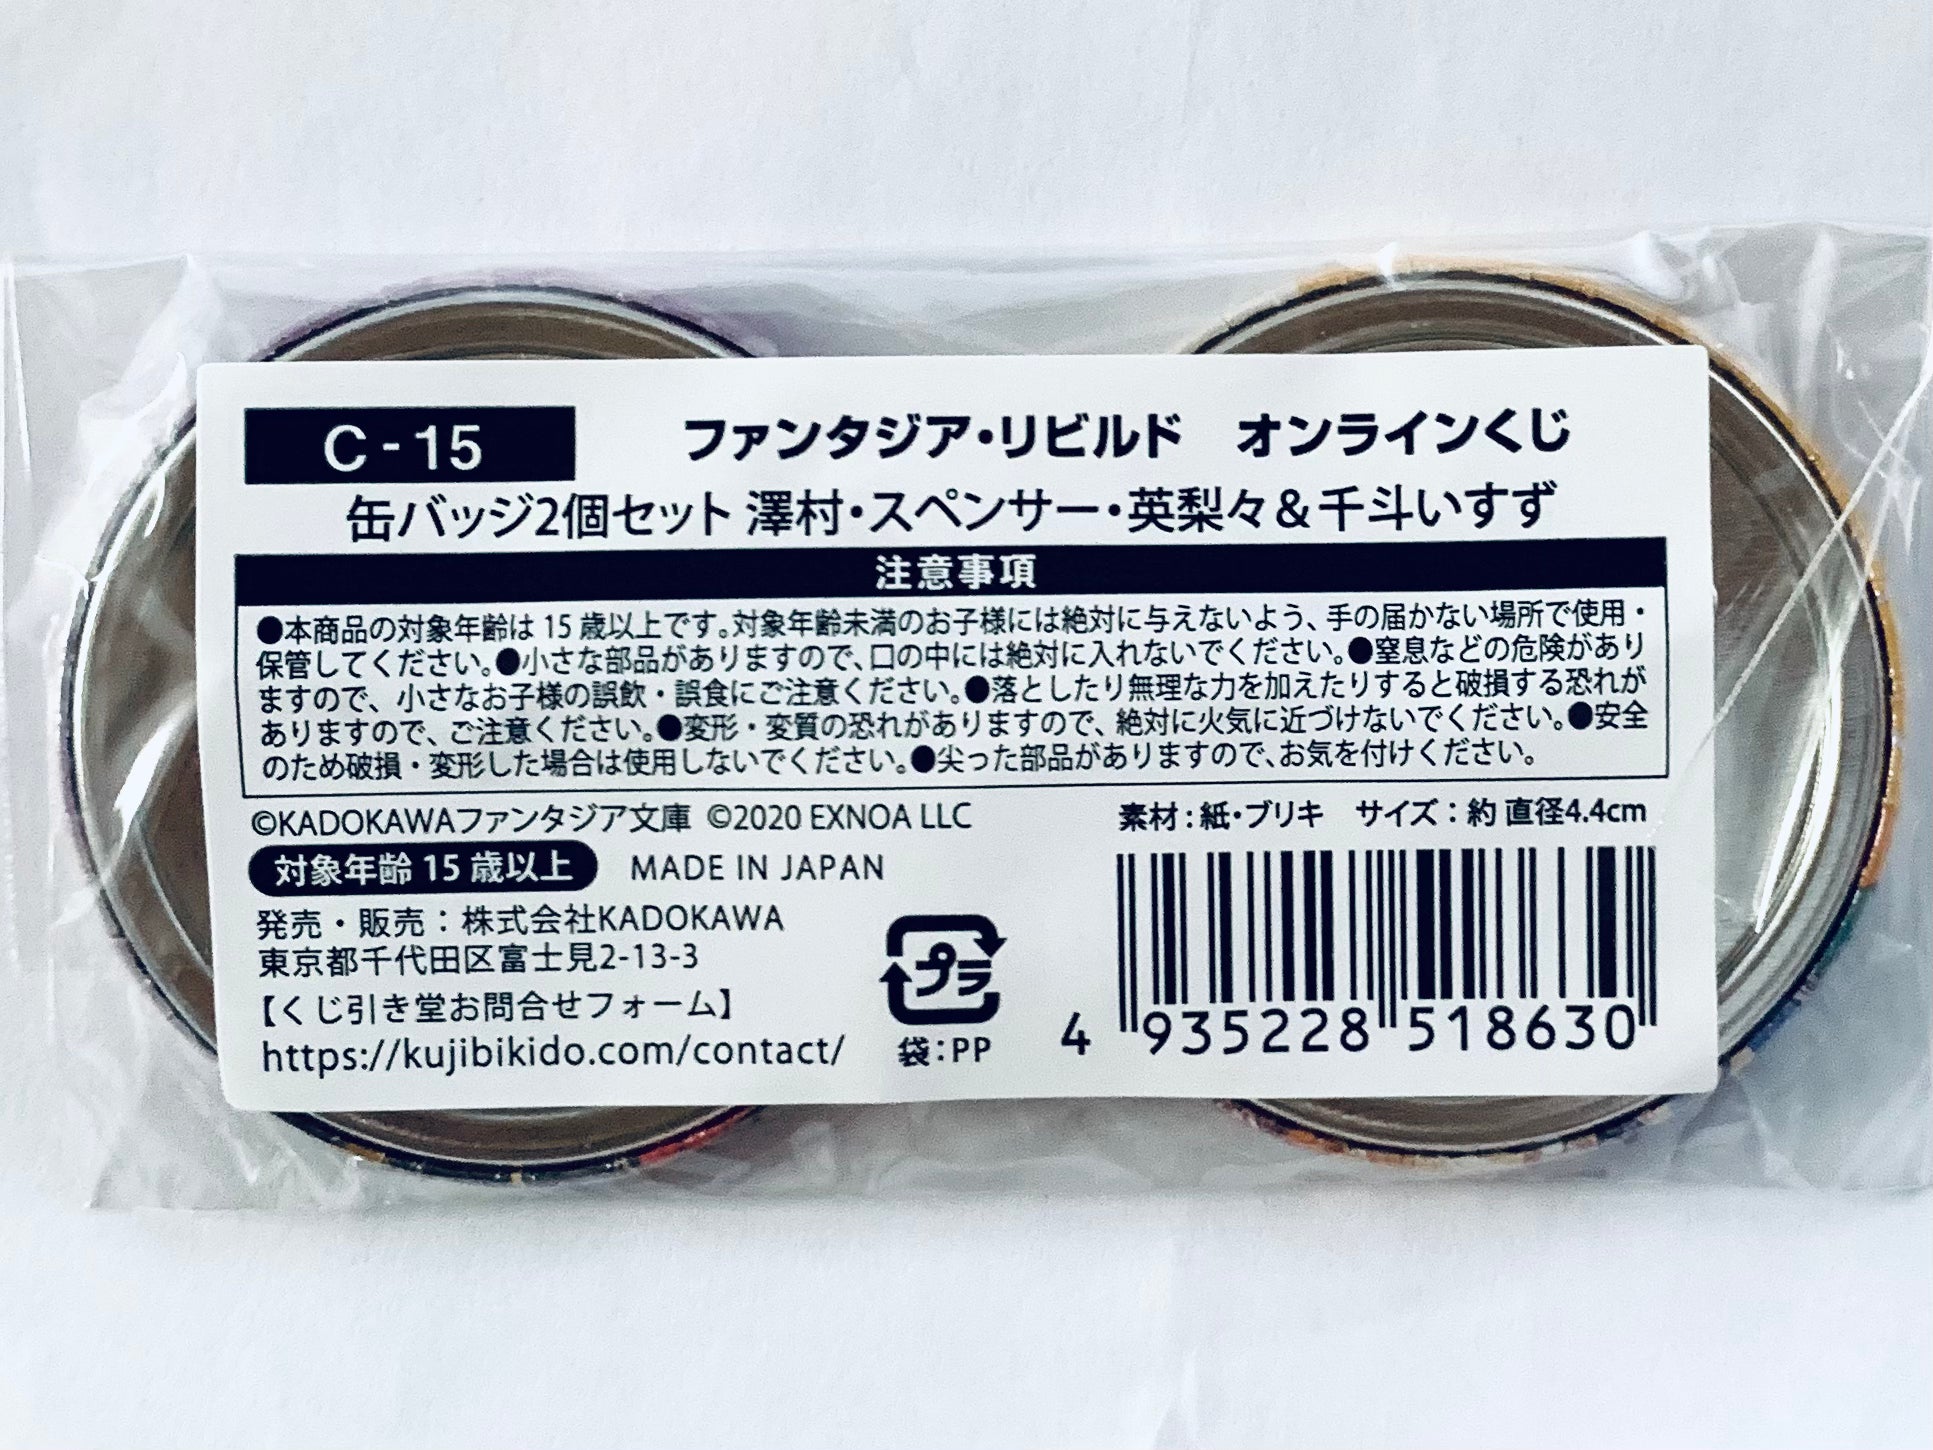 C-15
ファンタジア・リビルド　オンラインくじ
缶バッジ2個セット 澤村・スペンサー・英梨々＆千斗いすず
注意事項
●本商品の対象年齢は 15 歳以上です。対象年齢未満のお子様には絶対に与えないよう、手の届かない場所で使用・
保管してください。●小さな部品がありますので、口の中には絶対に入れないでください。●窒息などの危険があり
ますので、小さなお子様の誤飲・誤食にご注意ください。●落としたり無理な力を加えたりすると破損する恐れが
ありますので、ご注意ください。●変形・変質の恐れがありますので、絶対に火気に近づけないでください。●安全
のため破損・変形した場合は使用しないでください。●尖った部品がありますので、お気を付けください。
©KADOKAWAファンタジア文庫 ©2020 EXNOA LLC
素材：紙・ブリキ　サイズ：約 直径4.4cm
対象年齢 15 歳以上
MADE IN JAPAN
発売・販売：株式会社KADOKAWA
東京都千代田区富士見2-13-3
【くじ引き堂お問合せフォーム】
https://kujibikido.com/contact/
プラ
袋：PP
4 935228 518630